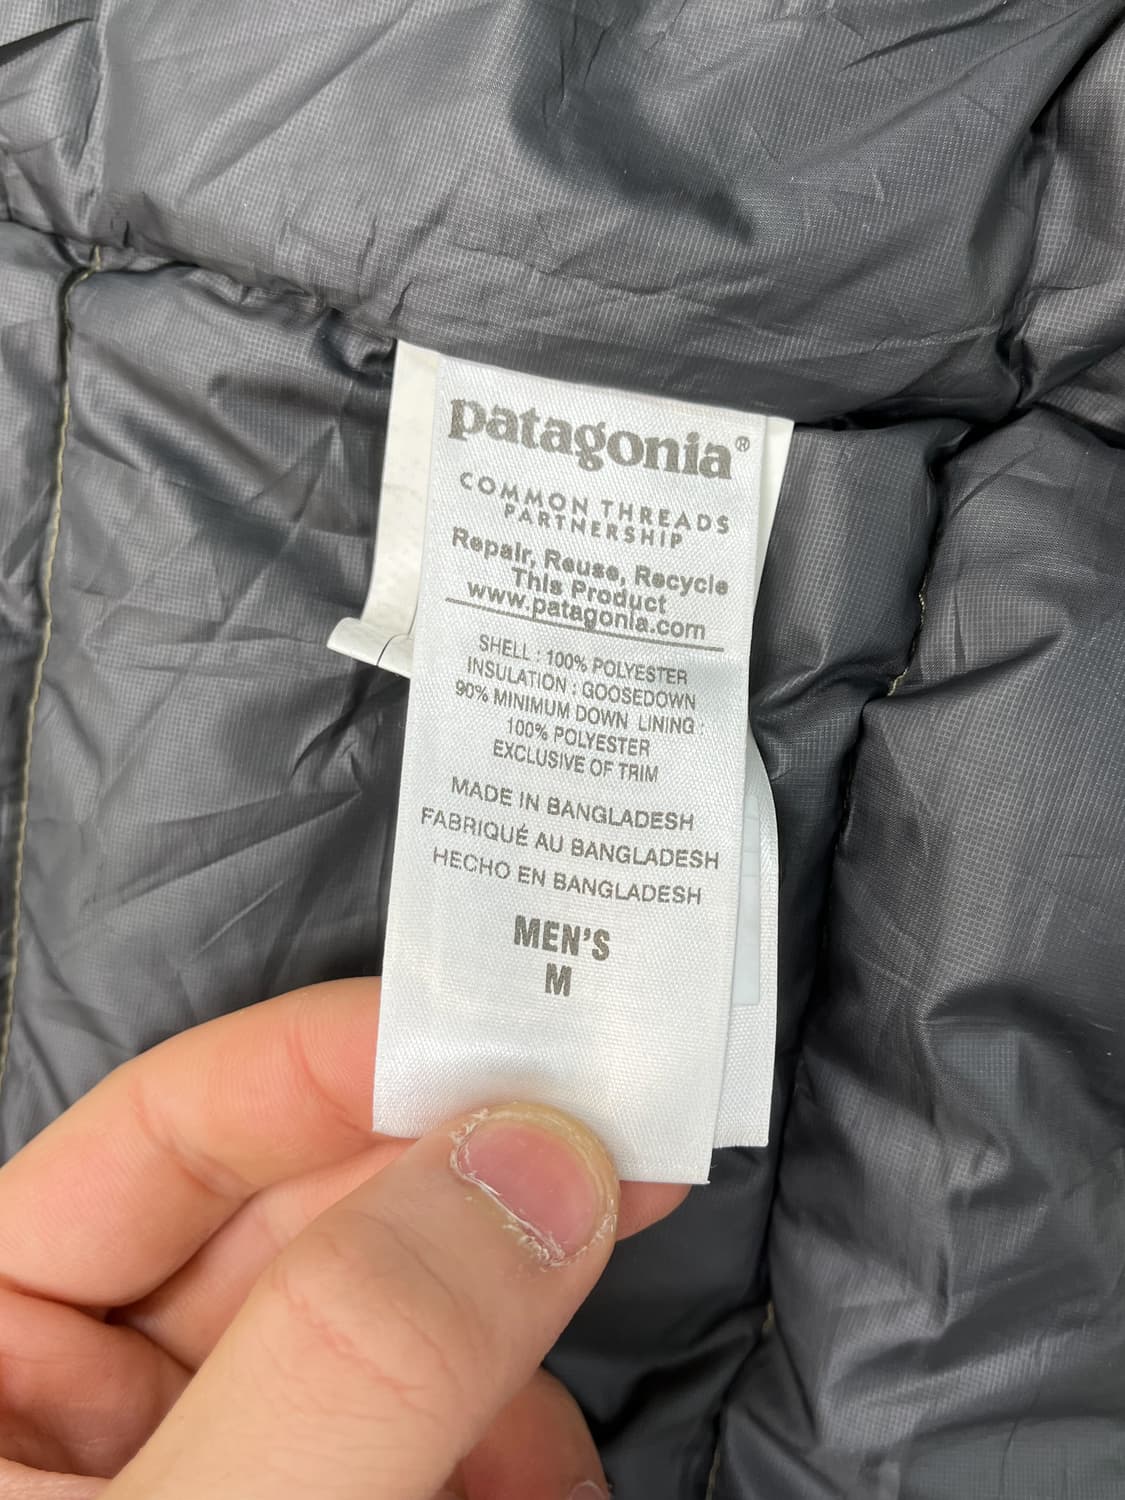 patagonia®
COMMON THREADS
PARTNERSHIP
Repair, Reuse, Recycle
This Product
www.patagonia.com
SHELL : 100% POLYESTER
INSULATION : GOOSEDOWN
90% MINIMUM DOWN LINING :
100% POLYESTER
EXCLUSIVE OF TRIM
MADE IN BANGLADESH
FABRIQUÉ AU BANGLADESH
HECHO EN BANGLADESH
MEN'S
M